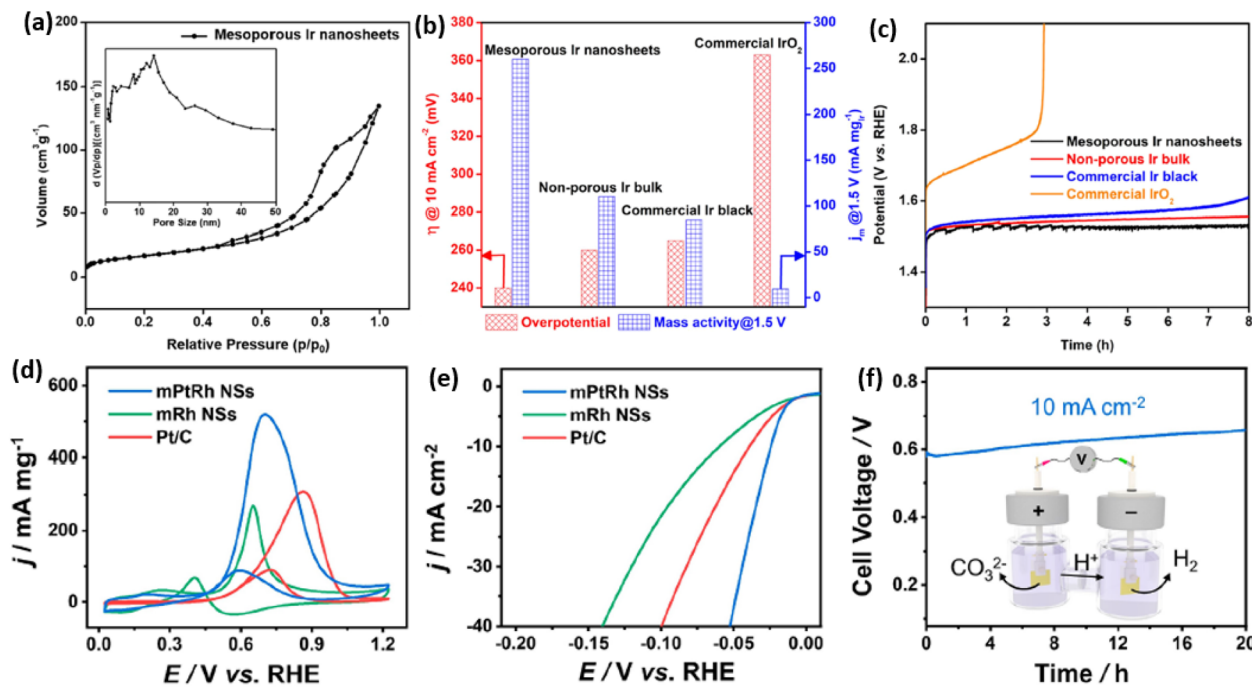 (a)
200
150
100
50
0
Volume (cm³g⁻¹)
Mesoporous Ir nanosheets
d (Vp/dp)[(cm³ nm⁻¹g⁻¹)]
0 10 20 30 40 50
Pore Size (nm)
0.0 0.2 0.4 0.6 0.8 1.0
Relative Pressure (p/p₀)
(b)
380
360
340
320
300
280
260
240
η @ 10 mA cm⁻² (mV)
Mesoporous Ir nanosheets
Commercial IrO₂
Non-porous Ir bulk
Commercial Ir black
300
250
200
150
100
50
0
jₘ @1.5 V (mA mg⁻¹Ir)
Overpotential
Mass activity@1.5 V
(c)
2.0
1.8
1.6
1.4
Potential (V vs. RHE)
Mesoporous Ir nanosheets
Non-porous Ir bulk
Commercial Ir black
Commercial IrO₂
0 1 2 3 4 5 6 7 8
Time (h)
(d)
600
400
200
0
j / mA mg⁻¹
mPtRh NSs
mRh NSs
Pt/C
0.0 0.3 0.6 0.9 1.2
E / V vs. RHE
(e)
0
-10
-20
-30
-40
j / mA cm⁻²
mPtRh NSs
mRh NSs
Pt/C
-0.20 -0.15 -0.10 -0.05 0.00
E / V vs. RHE
(f)
0.8
0.6
0.4
0.2
Cell Voltage / V
10 mA cm⁻²
V
+
−
CO₃²⁻
H⁺
H₂
0 4 8 12 16 20
Time / h